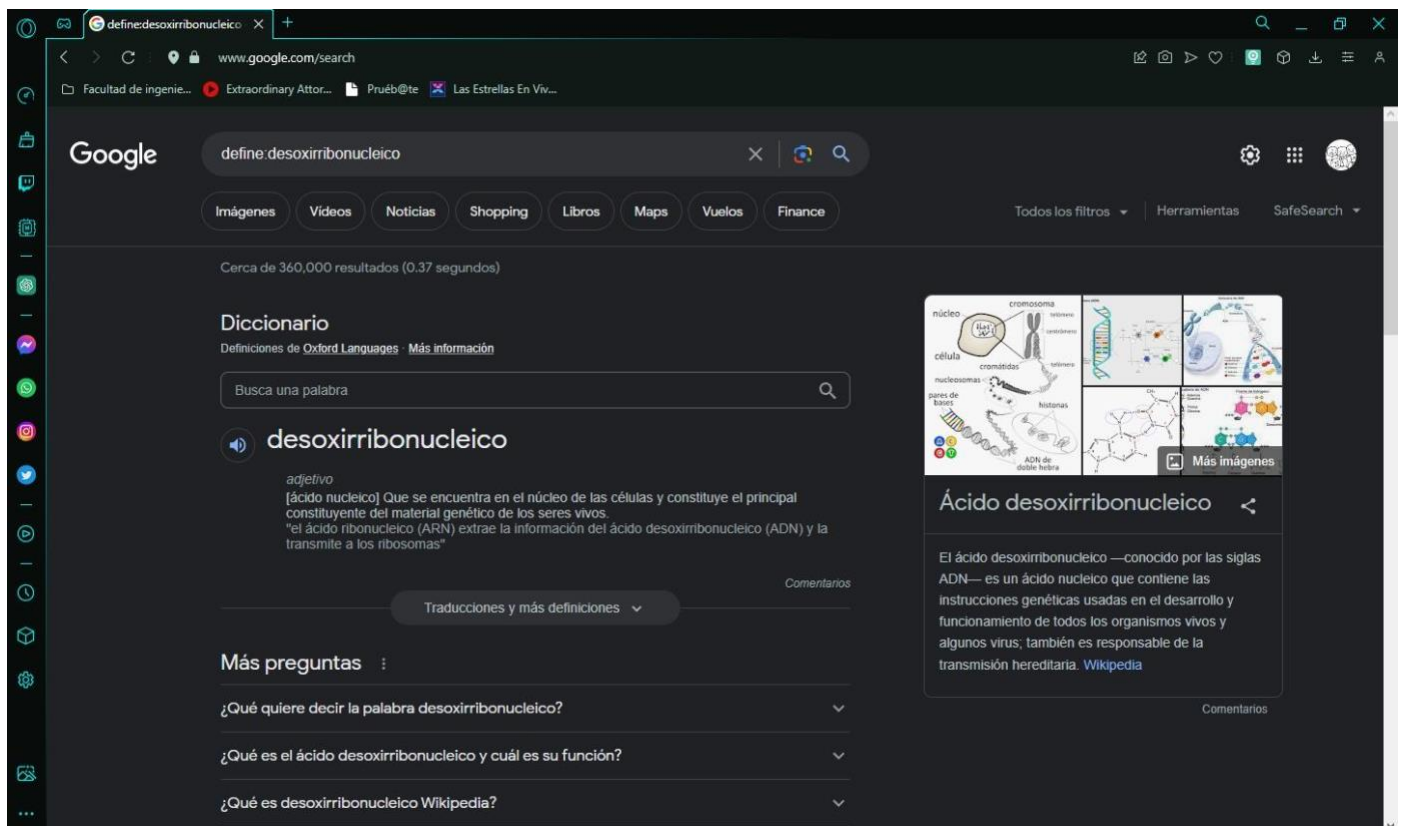 define:desoxirribonucleico
www.google.com/search
Facultad de ingenie...
Extraordinary Attor...
Pruéb@te
Las Estrellas En Viv...
Google
define:desoxirribonucleico
Imágenes
Vídeos
Noticias
Shopping
Libros
Maps
Vuelos
Finance
Todos los filtros
Herramientas
SafeSearch
Cerca de 360,000 resultados (0.37 segundos)
Diccionario
Definiciones de Oxford Languages · Más información
Busca una palabra
desoxirribonucleico
adjetivo
[ácido nucleico] Que se encuentra en el núcleo de las células y constituye el principal
constituyente del material genético de los seres vivos.
"el ácido ribonucleico (ARN) extrae la información del ácido desoxirribonucleico (ADN) y la
transmite a los ribosomas"
Comentarios
Traducciones y más definiciones
Más preguntas
¿Qué quiere decir la palabra desoxirribonucleico?
¿Qué es el ácido desoxirribonucleico y cuál es su función?
¿Qué es desoxirribonucleico Wikipedia?
cromosoma
núcleo
telómero
centrómero
célula
cromátidas
telómero
nucleosomas
pares de
bases
histonas
ADN de
doble hebra
Más imágenes
Ácido desoxirribonucleico
El ácido desoxirribonucleico —conocido por las siglas
ADN— es un ácido nucleico que contiene las
instrucciones genéticas usadas en el desarrollo y
funcionamiento de todos los organismos vivos y
algunos virus; también es responsable de la
transmisión hereditaria. Wikipedia
Comentarios